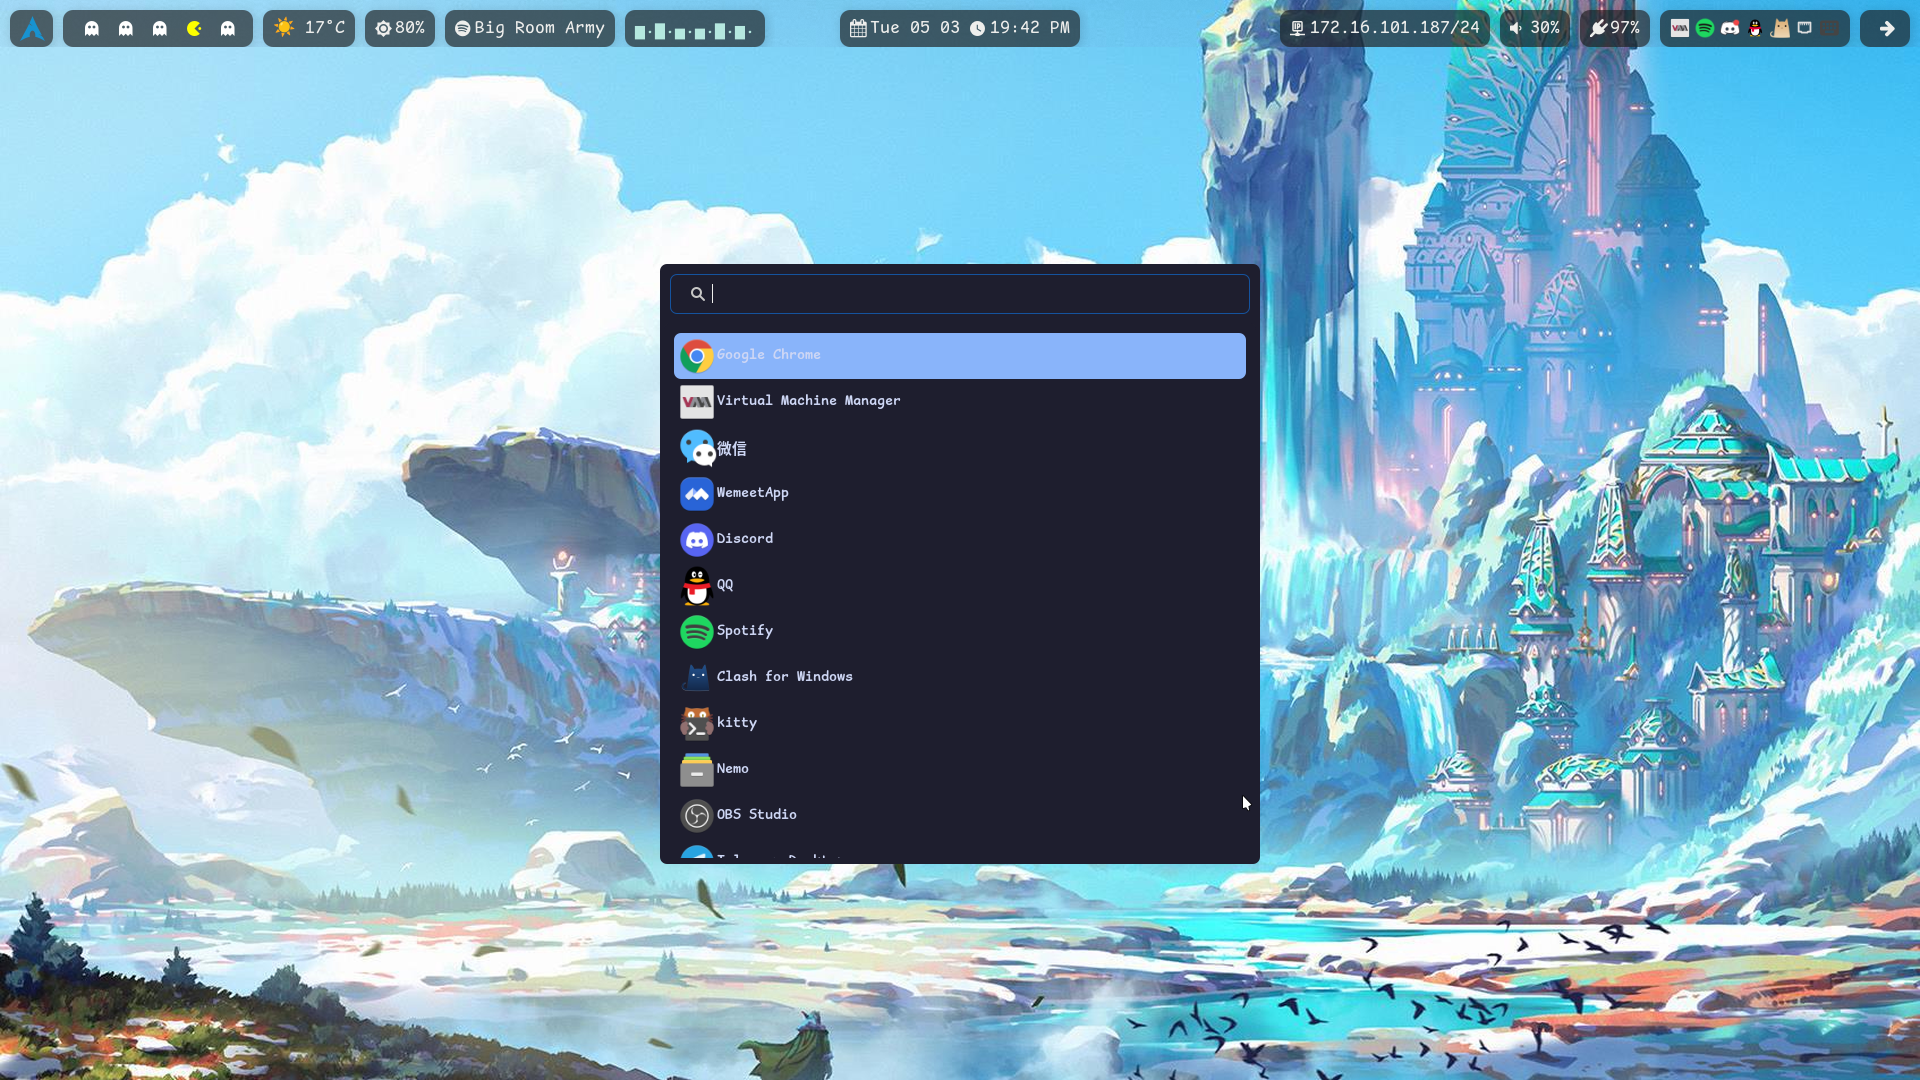 17°C
80%
Big Room Army
Tue 05 03
19:42 PM
172.16.101.187/24
30%
97%
Google Chrome
Virtual Machine Manager
微信
WemeetApp
Discord
QQ
Spotify
Clash for Windows
kitty
Nemo
OBS Studio